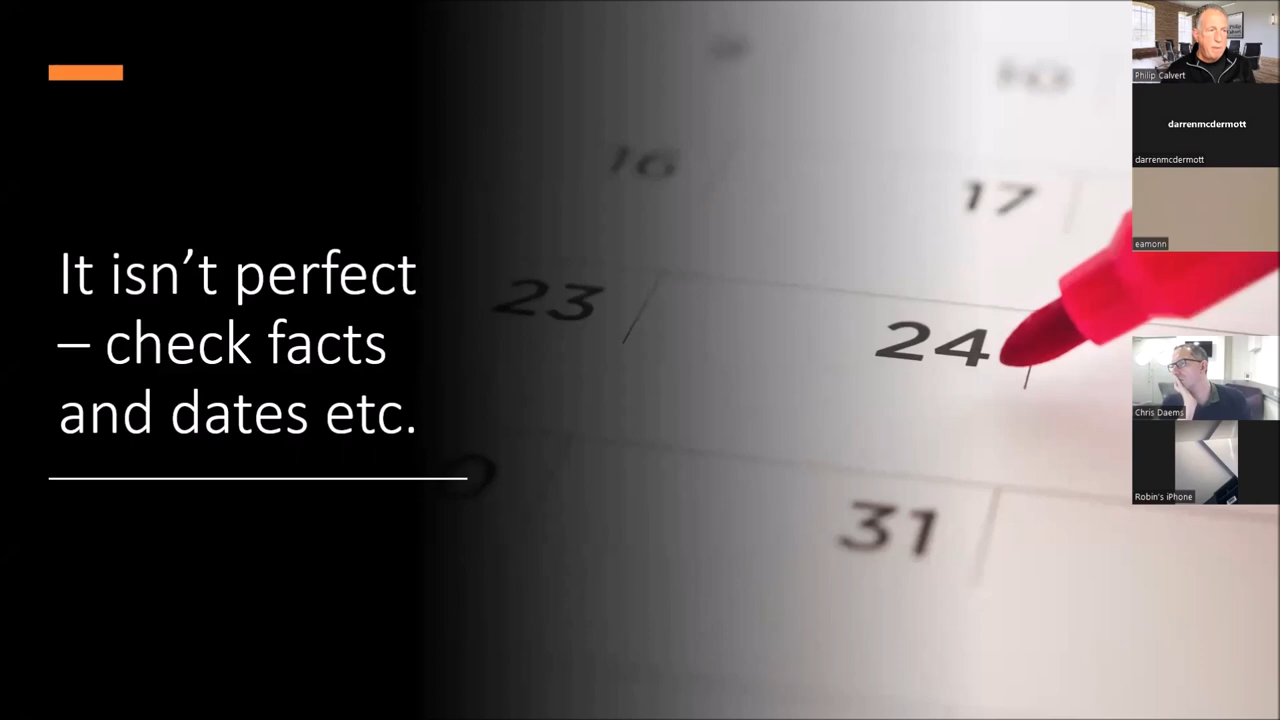 It isn’t perfect
– check facts
and dates etc.
16
17
23
24
31
Philip Calvert
darrenmcdermott
darrenmcdermott
eamonn
Chris Daems
Robin's iPhone